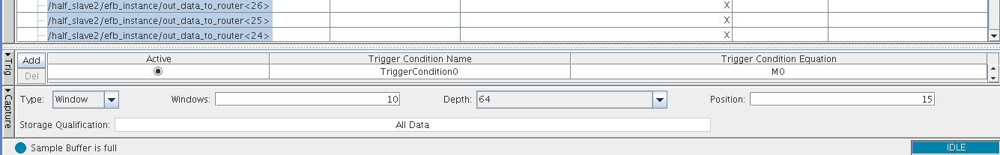 /half_slave2/efb_instance/out_data_to_router<26> X
/half_slave2/efb_instance/out_data_to_router<25> X
/half_slave2/efb_instance/out_data_to_router<24> X
Trig
Add Active Trigger Condition Name Trigger Condition Equation
Del TriggerCondition0 M0
Capture
Type: Window Windows: 10 Depth: 64 Position: 15
Storage Qualification: All Data
Sample Buffer is full IDLE